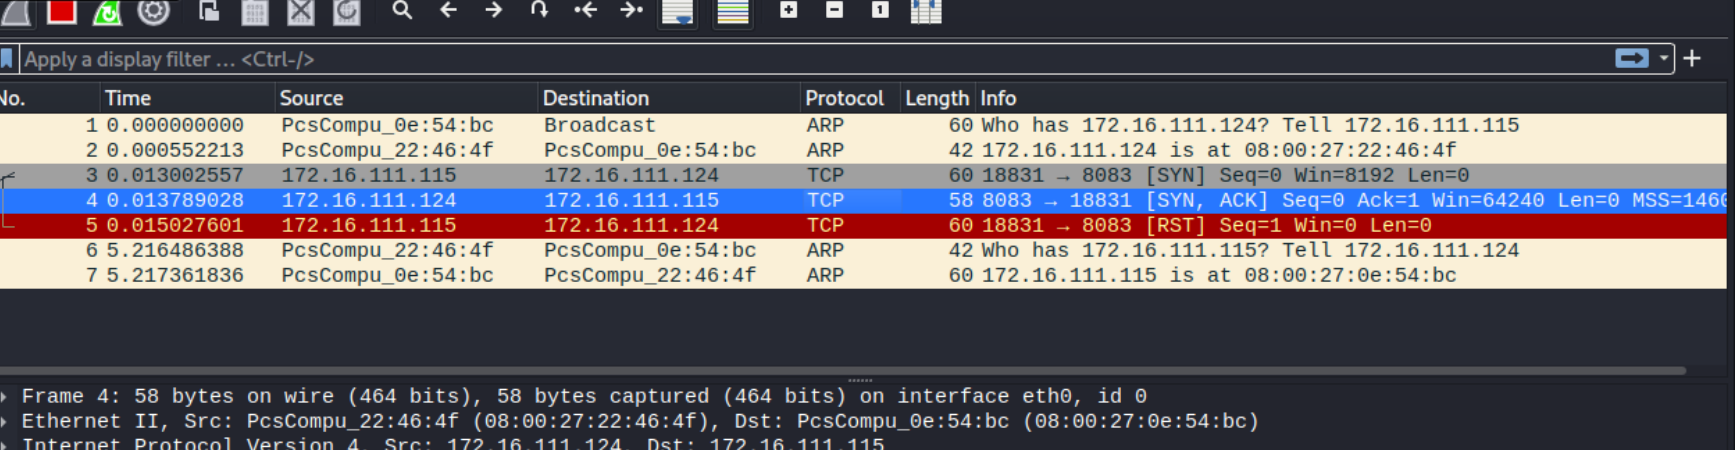 Apply a display filter ... <Ctrl-/>
No. Time Source Destination Protocol Length Info
1 0.000000000 PcsCompu_0e:54:bc Broadcast ARP 60 Who has 172.16.111.124? Tell 172.16.111.115
2 0.000552213 PcsCompu_22:46:4f PcsCompu_0e:54:bc ARP 42 172.16.111.124 is at 08:00:27:22:46:4f
3 0.013002557 172.16.111.115 172.16.111.124 TCP 60 18831 → 8083 [SYN] Seq=0 Win=8192 Len=0
4 0.013789028 172.16.111.124 172.16.111.115 TCP 58 8083 → 18831 [SYN, ACK] Seq=0 Ack=1 Win=64240 Len=0 MSS=1460
5 0.015027601 172.16.111.115 172.16.111.124 TCP 60 18831 → 8083 [RST] Seq=1 Win=0 Len=0
6 5.216486388 PcsCompu_22:46:4f PcsCompu_0e:54:bc ARP 42 Who has 172.16.111.115? Tell 172.16.111.124
7 5.217361836 PcsCompu_0e:54:bc PcsCompu_22:46:4f ARP 60 172.16.111.115 is at 08:00:27:0e:54:bc
Frame 4: 58 bytes on wire (464 bits), 58 bytes captured (464 bits) on interface eth0, id 0
Ethernet II, Src: PcsCompu_22:46:4f (08:00:27:22:46:4f), Dst: PcsCompu_0e:54:bc (08:00:27:0e:54:bc)
Internet Protocol Version 4, Src: 172.16.111.124, Dst: 172.16.111.115